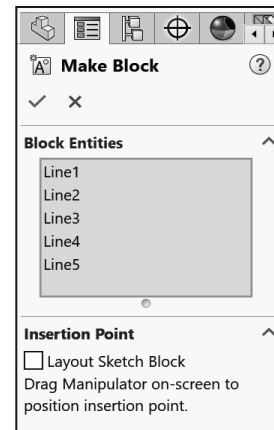 Make Block
?
Block Entities
Line1
Line2
Line3
Line4
Line5
Insertion Point
Layout Sketch Block
Drag Manipulator on-screen to
position insertion point.